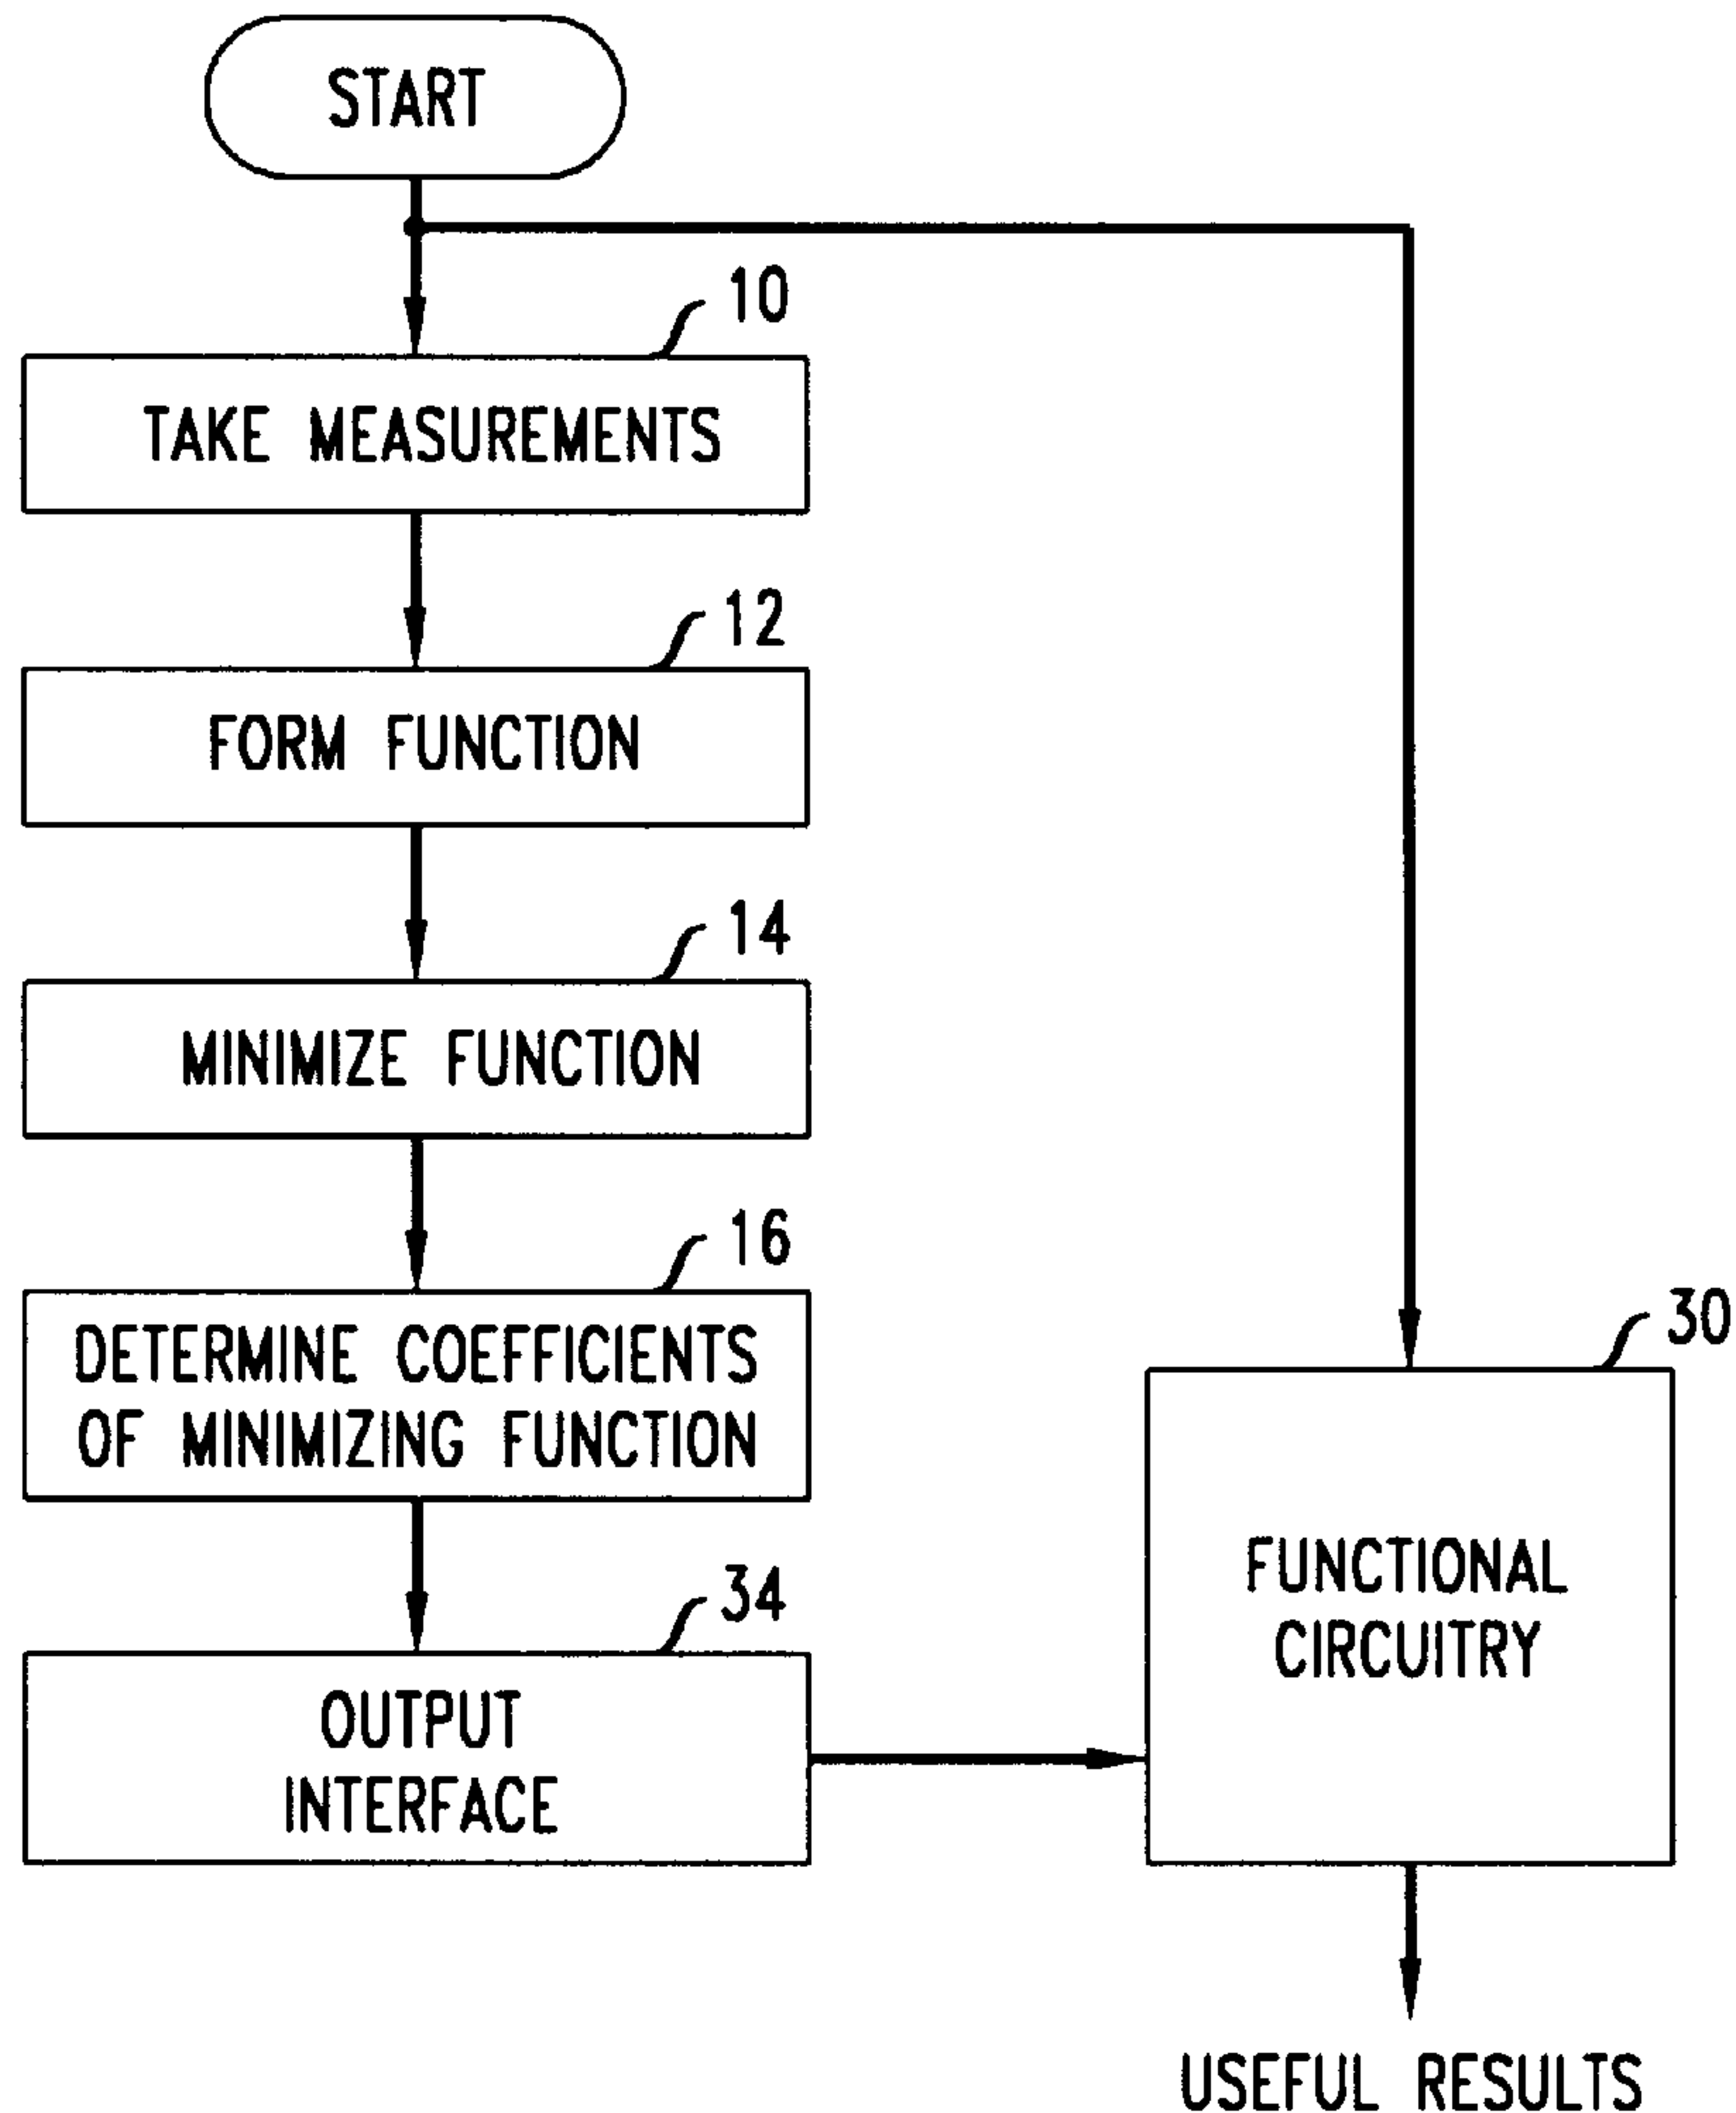 START
10
TAKE MEASUREMENTS
12
FORM FUNCTION
14
MINIMIZE FUNCTION
16
DETERMINE COEFFICIENTS
OF MINIMIZING FUNCTION
34
OUTPUT
INTERFACE
30
FUNCTIONAL
CIRCUITRY
USEFUL RESULTS